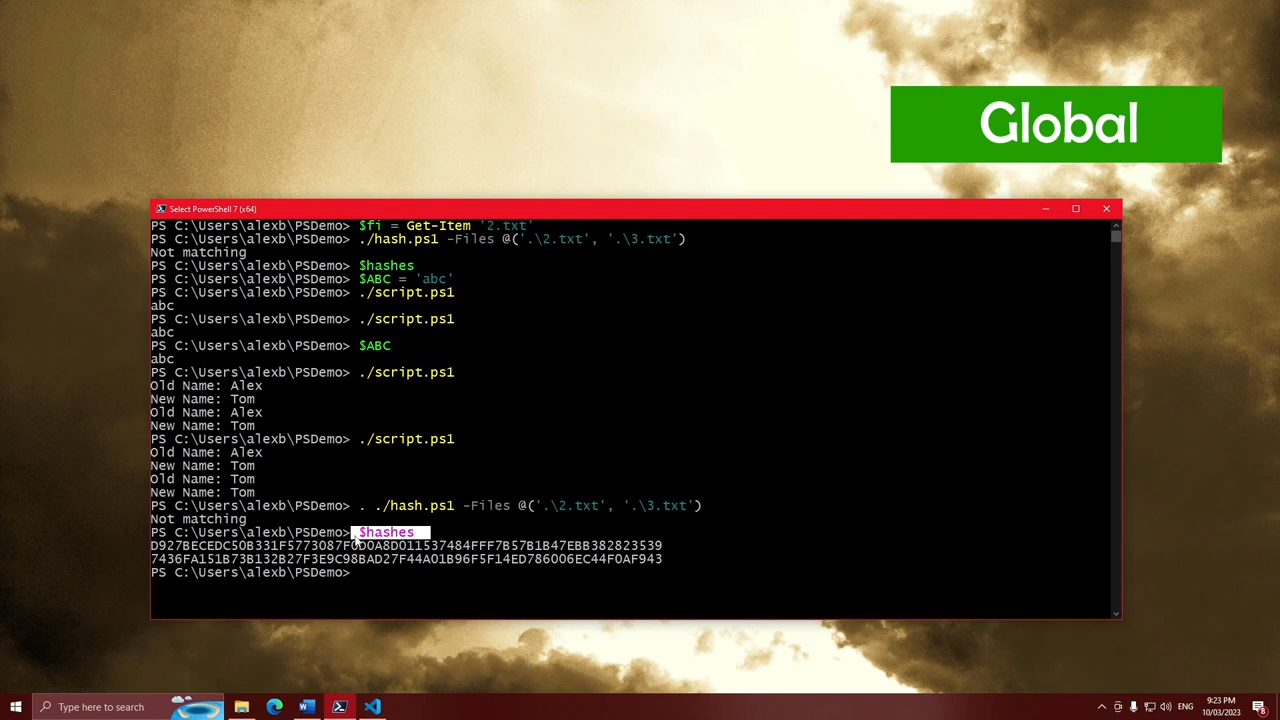 Global
Select PowerShell 7 (x64)
PS C:\Users\alexb\PSDemo> $fi = Get-Item '2.txt'
PS C:\Users\alexb\PSDemo> ./hash.ps1 -Files @('.\2.txt', '.\3.txt')
Not matching
PS C:\Users\alexb\PSDemo> $hashes
PS C:\Users\alexb\PSDemo> $ABC = 'abc'
PS C:\Users\alexb\PSDemo> ./script.ps1
abc
PS C:\Users\alexb\PSDemo> ./script.ps1
abc
PS C:\Users\alexb\PSDemo> $ABC
abc
PS C:\Users\alexb\PSDemo> ./script.ps1
Old Name: Alex
New Name: Tom
Old Name: Alex
New Name: Tom
PS C:\Users\alexb\PSDemo> ./script.ps1
Old Name: Alex
New Name: Tom
Old Name: Tom
New Name: Tom
PS C:\Users\alexb\PSDemo> . ./hash.ps1 -Files @('.\2.txt', '.\3.txt')
Not matching
PS C:\Users\alexb\PSDemo> $hashes
D927BECEDC50B331F5773087F0D0A8D011537484FFF7B57B1B47EBB382823539
7436FA151B73B132B27F3E9C98BAD27F44A01B96F5F14ED786006EC44F0AF943
PS C:\Users\alexb\PSDemo>
Type here to search
ENG
9:23 PM
10/03/2023
8